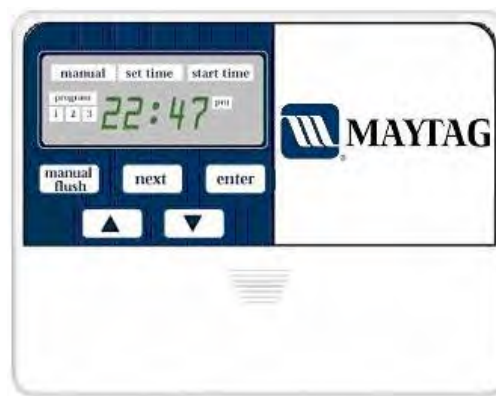 manual set time start time
program
1 2 3
22:47 pm
manual
flush
next
enter
MAYTAG
®